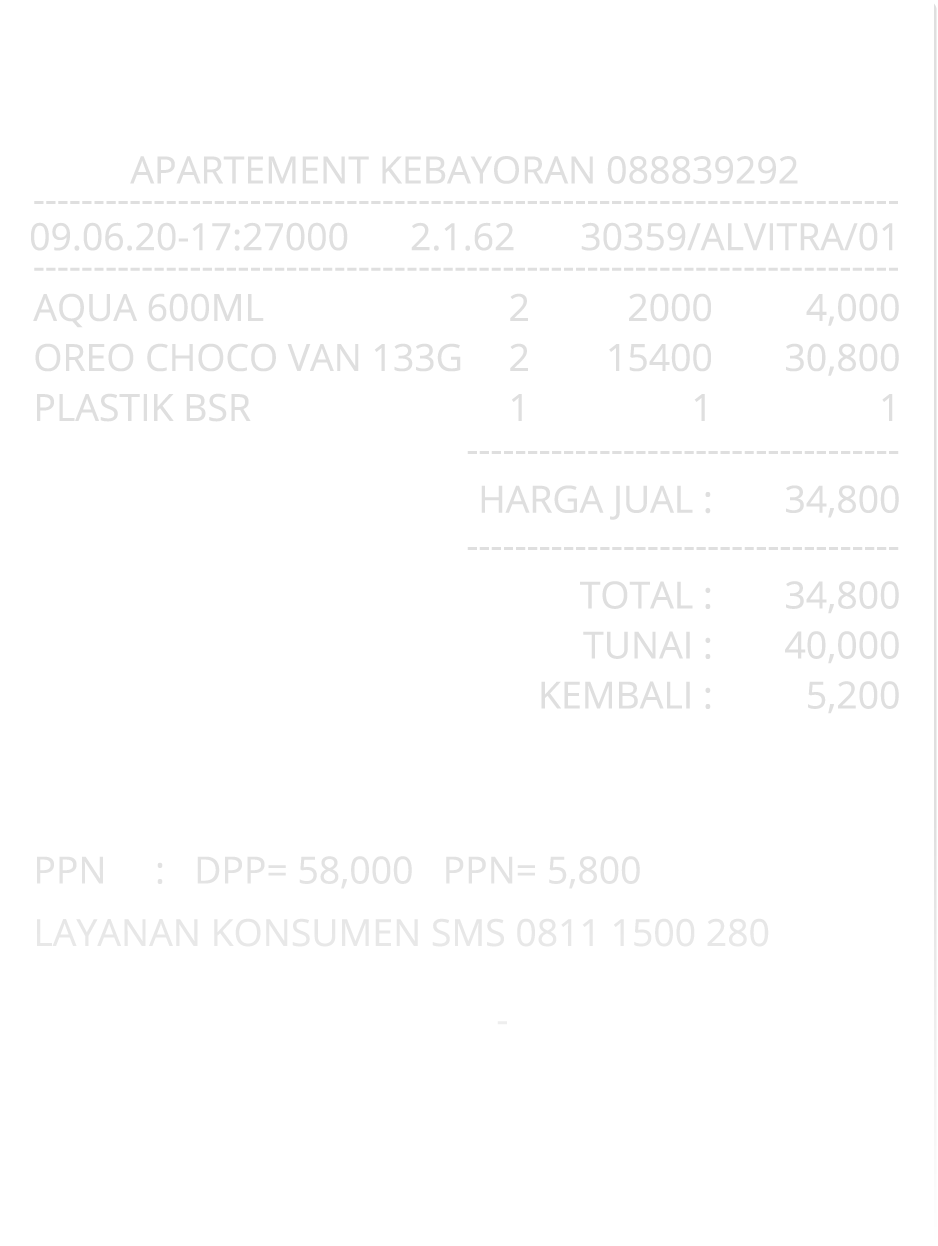 APARTEMENT KEBAYORAN 088839292
09.06.20-17:27000 2.1.62 30359/ALVITRA/01
AQUA 600ML 2 2000 4,000
OREO CHOCO VAN 133G 2 15400 30,800
PLASTIK BSR 1 1 1
HARGA JUAL : 34,800
TOTAL : 34,800
TUNAI : 40,000
KEMBALI : 5,200
PPN : DPP= 58,000 PPN= 5,800
LAYANAN KONSUMEN SMS 0811 1500 280
-